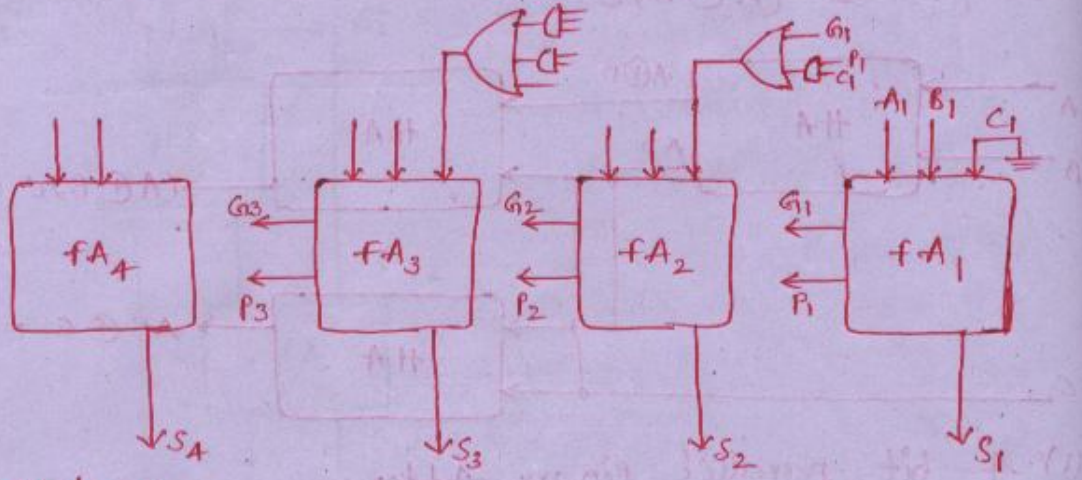 G1
P1
C1
A1 B1 C1
G3 G2 G1
FA4 FA3 FA2 FA1
P3 P2 P1
S4 S3 S2 S1